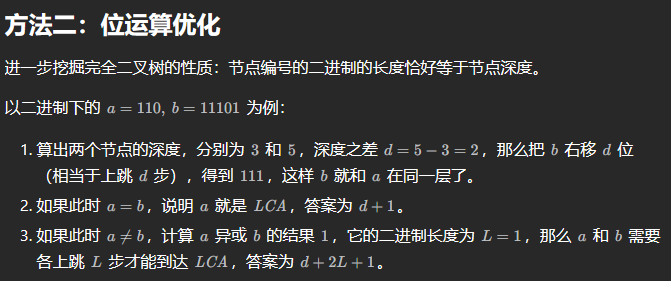 方法二：位运算优化
进一步挖掘完全二叉树的性质：节点编号的二进制的长度恰好等于节点深度。
以二进制下的 a = 110, b = 11101 为例：
1. 算出两个节点的深度，分别为 3 和 5，深度之差 d = 5 − 3 = 2，那么把 b 右移 d 位
（相当于上跳 d 步），得到 111，这样 b 就和 a 在同一层了。
2. 如果此时 a = b，说明 a 就是 LCA，答案为 d + 1。
3. 如果此时 a ≠ b，计算 a 异或 b 的结果 1，它的二进制长度为 L = 1，那么 a 和 b 需要
各上跳 L 步才能到达 LCA，答案为 d + 2L + 1。